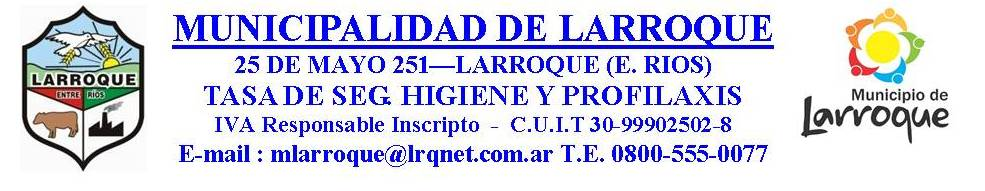 MUNICIPALIDAD DE LARROQUE
25 DE MAYO 251—LARROQUE (E. RIOS)
TASA DE SEG. HIGIENE Y PROFILAXIS
IVA Responsable Inscripto - C.U.I.T 30-99902502-8
E-mail : mlarroque@lrqnet.com.ar T.E. 0800-555-0077
LARROQUE
ENTRE RIOS
Municipio de
Larroque